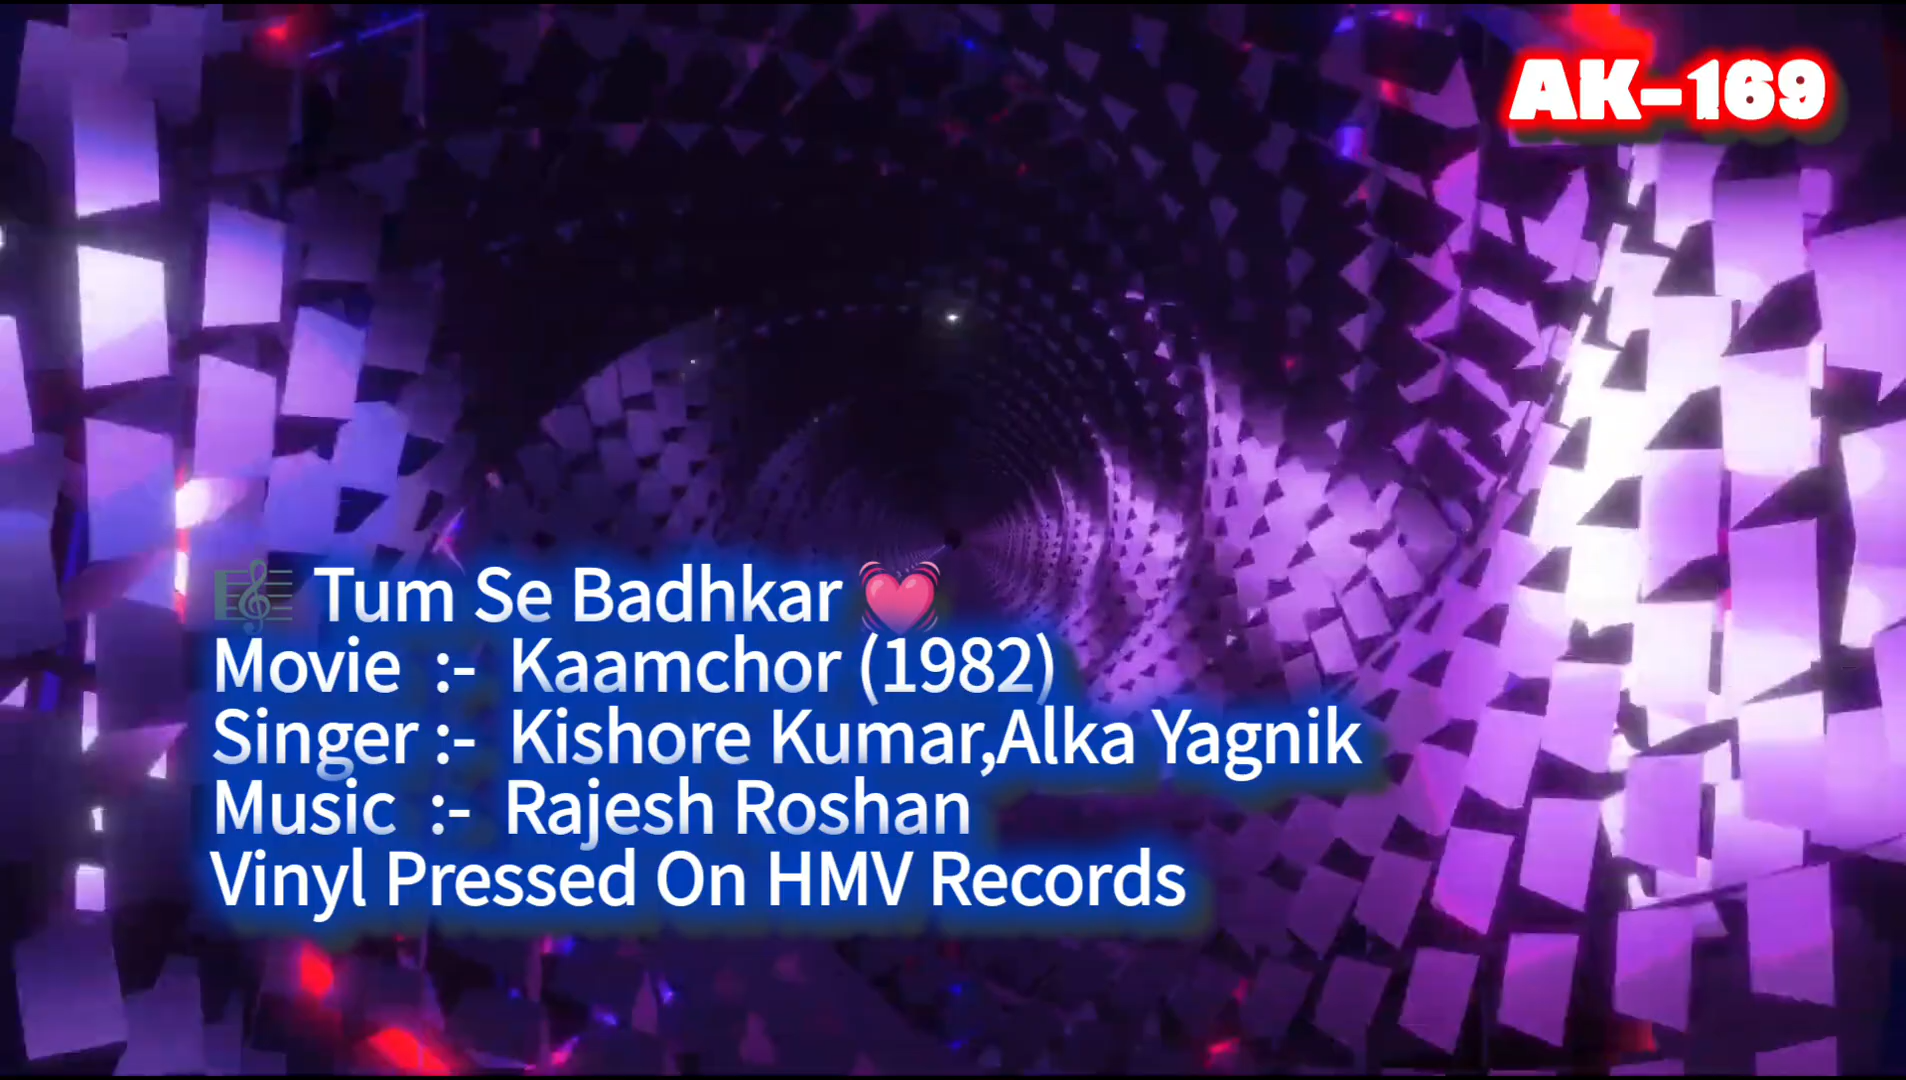 AK-169
🎼 Tum Se Badhkar 💓
Movie :- Kaamchor (1982)
Singer :- Kishore Kumar,Alka Yagnik
Music :- Rajesh Roshan
Vinyl Pressed On HMV Records